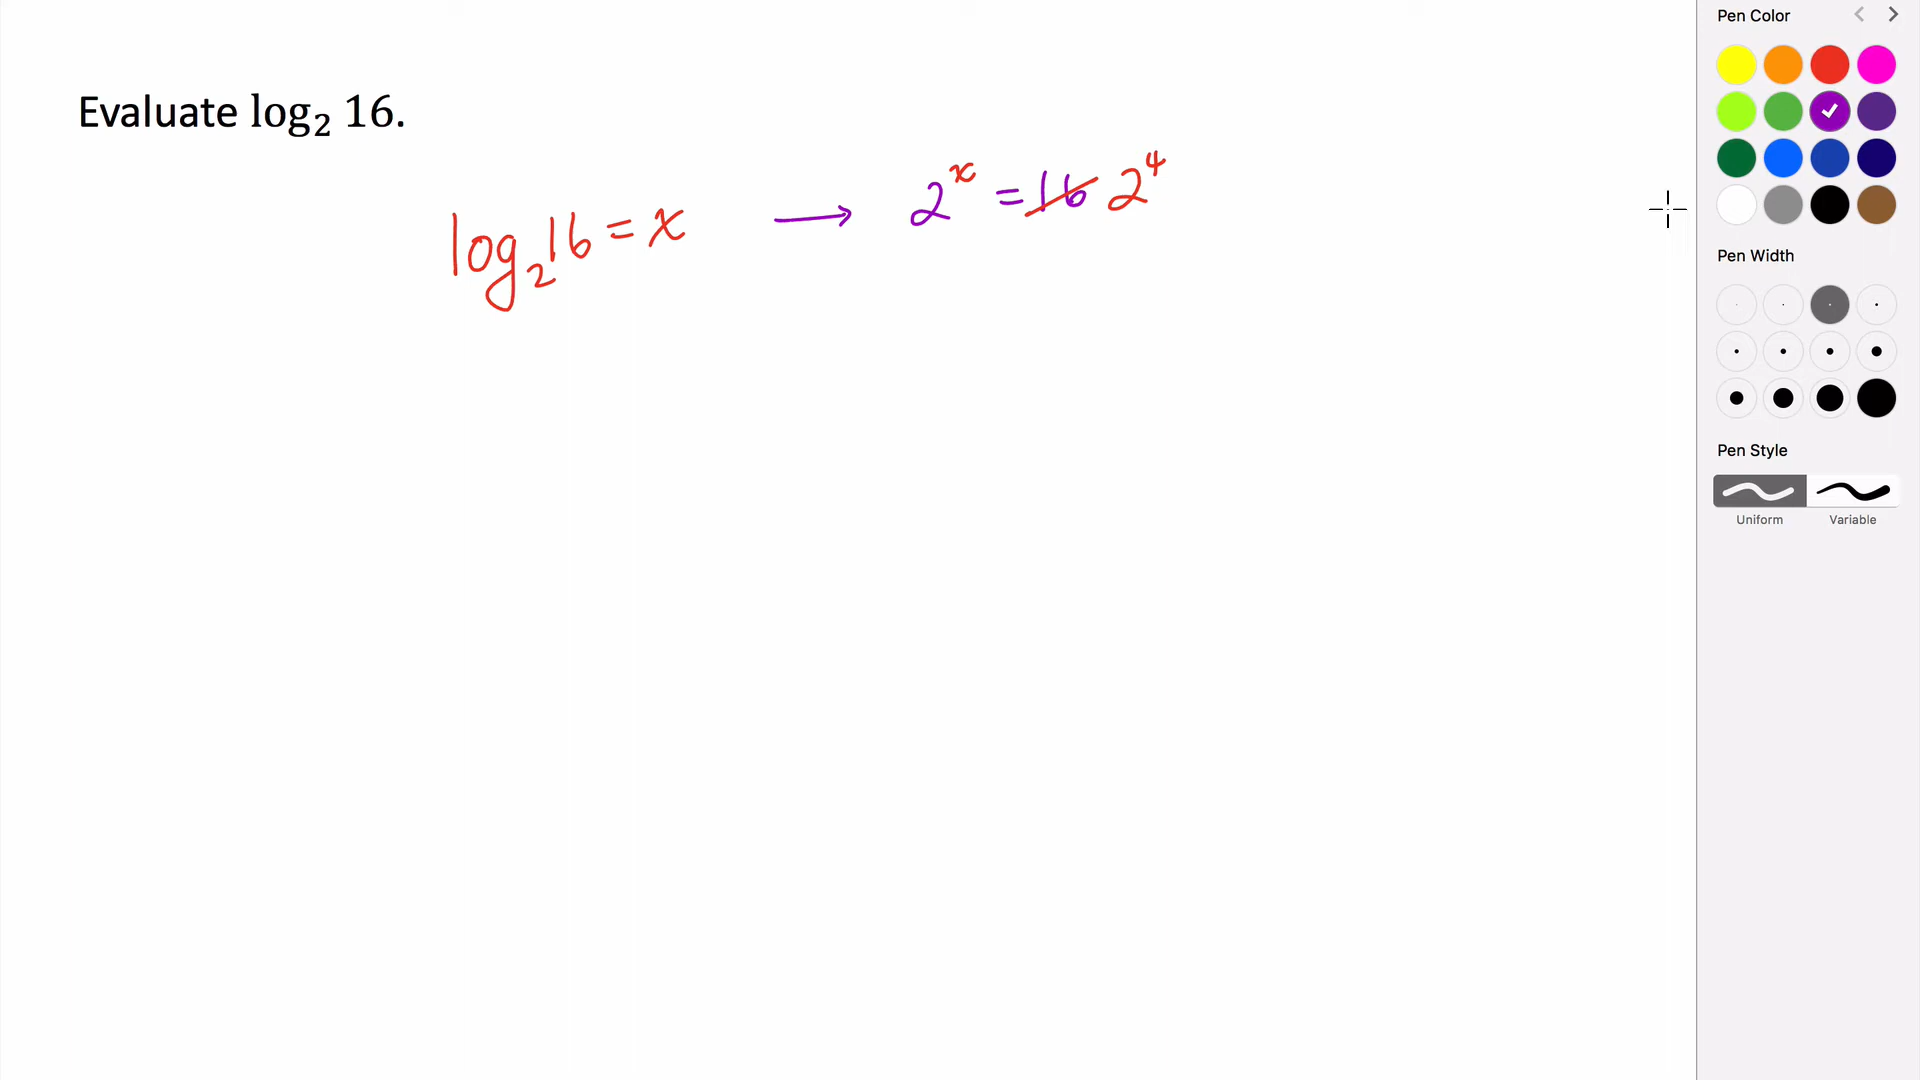 Evaluate log₂ 16.
log₂16 = x → 2ˣ = 16 2⁴
Pen Color
Pen Width
Pen Style
Uniform Variable